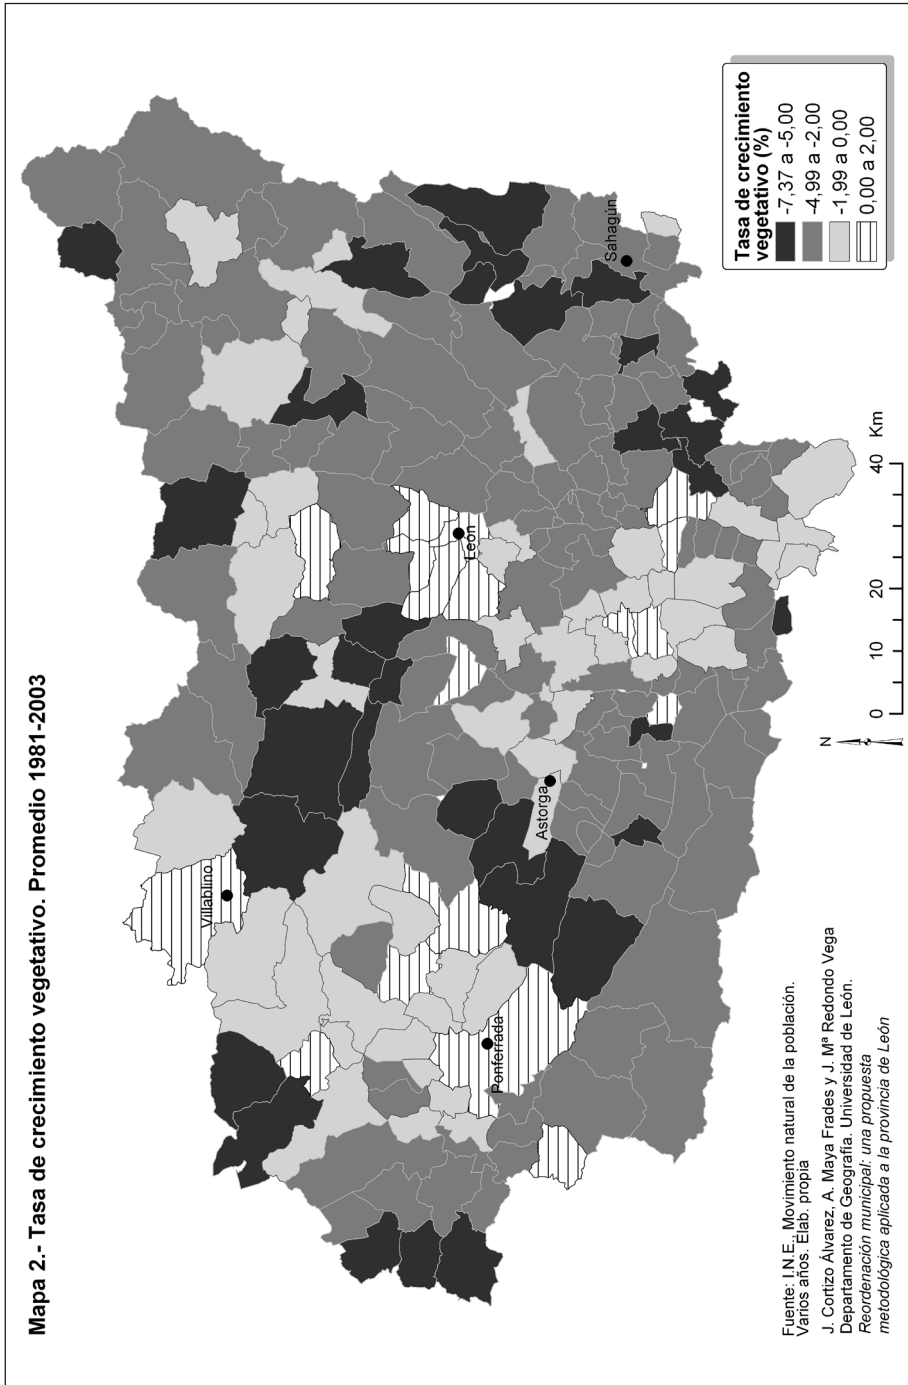 Mapa 2.- Tasa de crecimiento vegetativo. Promedio 1981-2003
Villablino
Ponferrada
Astorga
León
Sahagún
Tasa de crecimiento
vegetativo (%)
-7,37 a -5,00
-4,99 a -2,00
-1,99 a 0,00
0,00 a 2,00
N
0
10
20
40
Km
Fuente: I.N.E., Movimiento natural de la población.
Varios años. Elab. propia
J. Cortizo Álvarez, A. Maya Frades y J. Mª Redondo Vega
Departamento de Geografía. Universidad de León.
Reordenación municipal: una propuesta
metodológica aplicada a la provincia de León